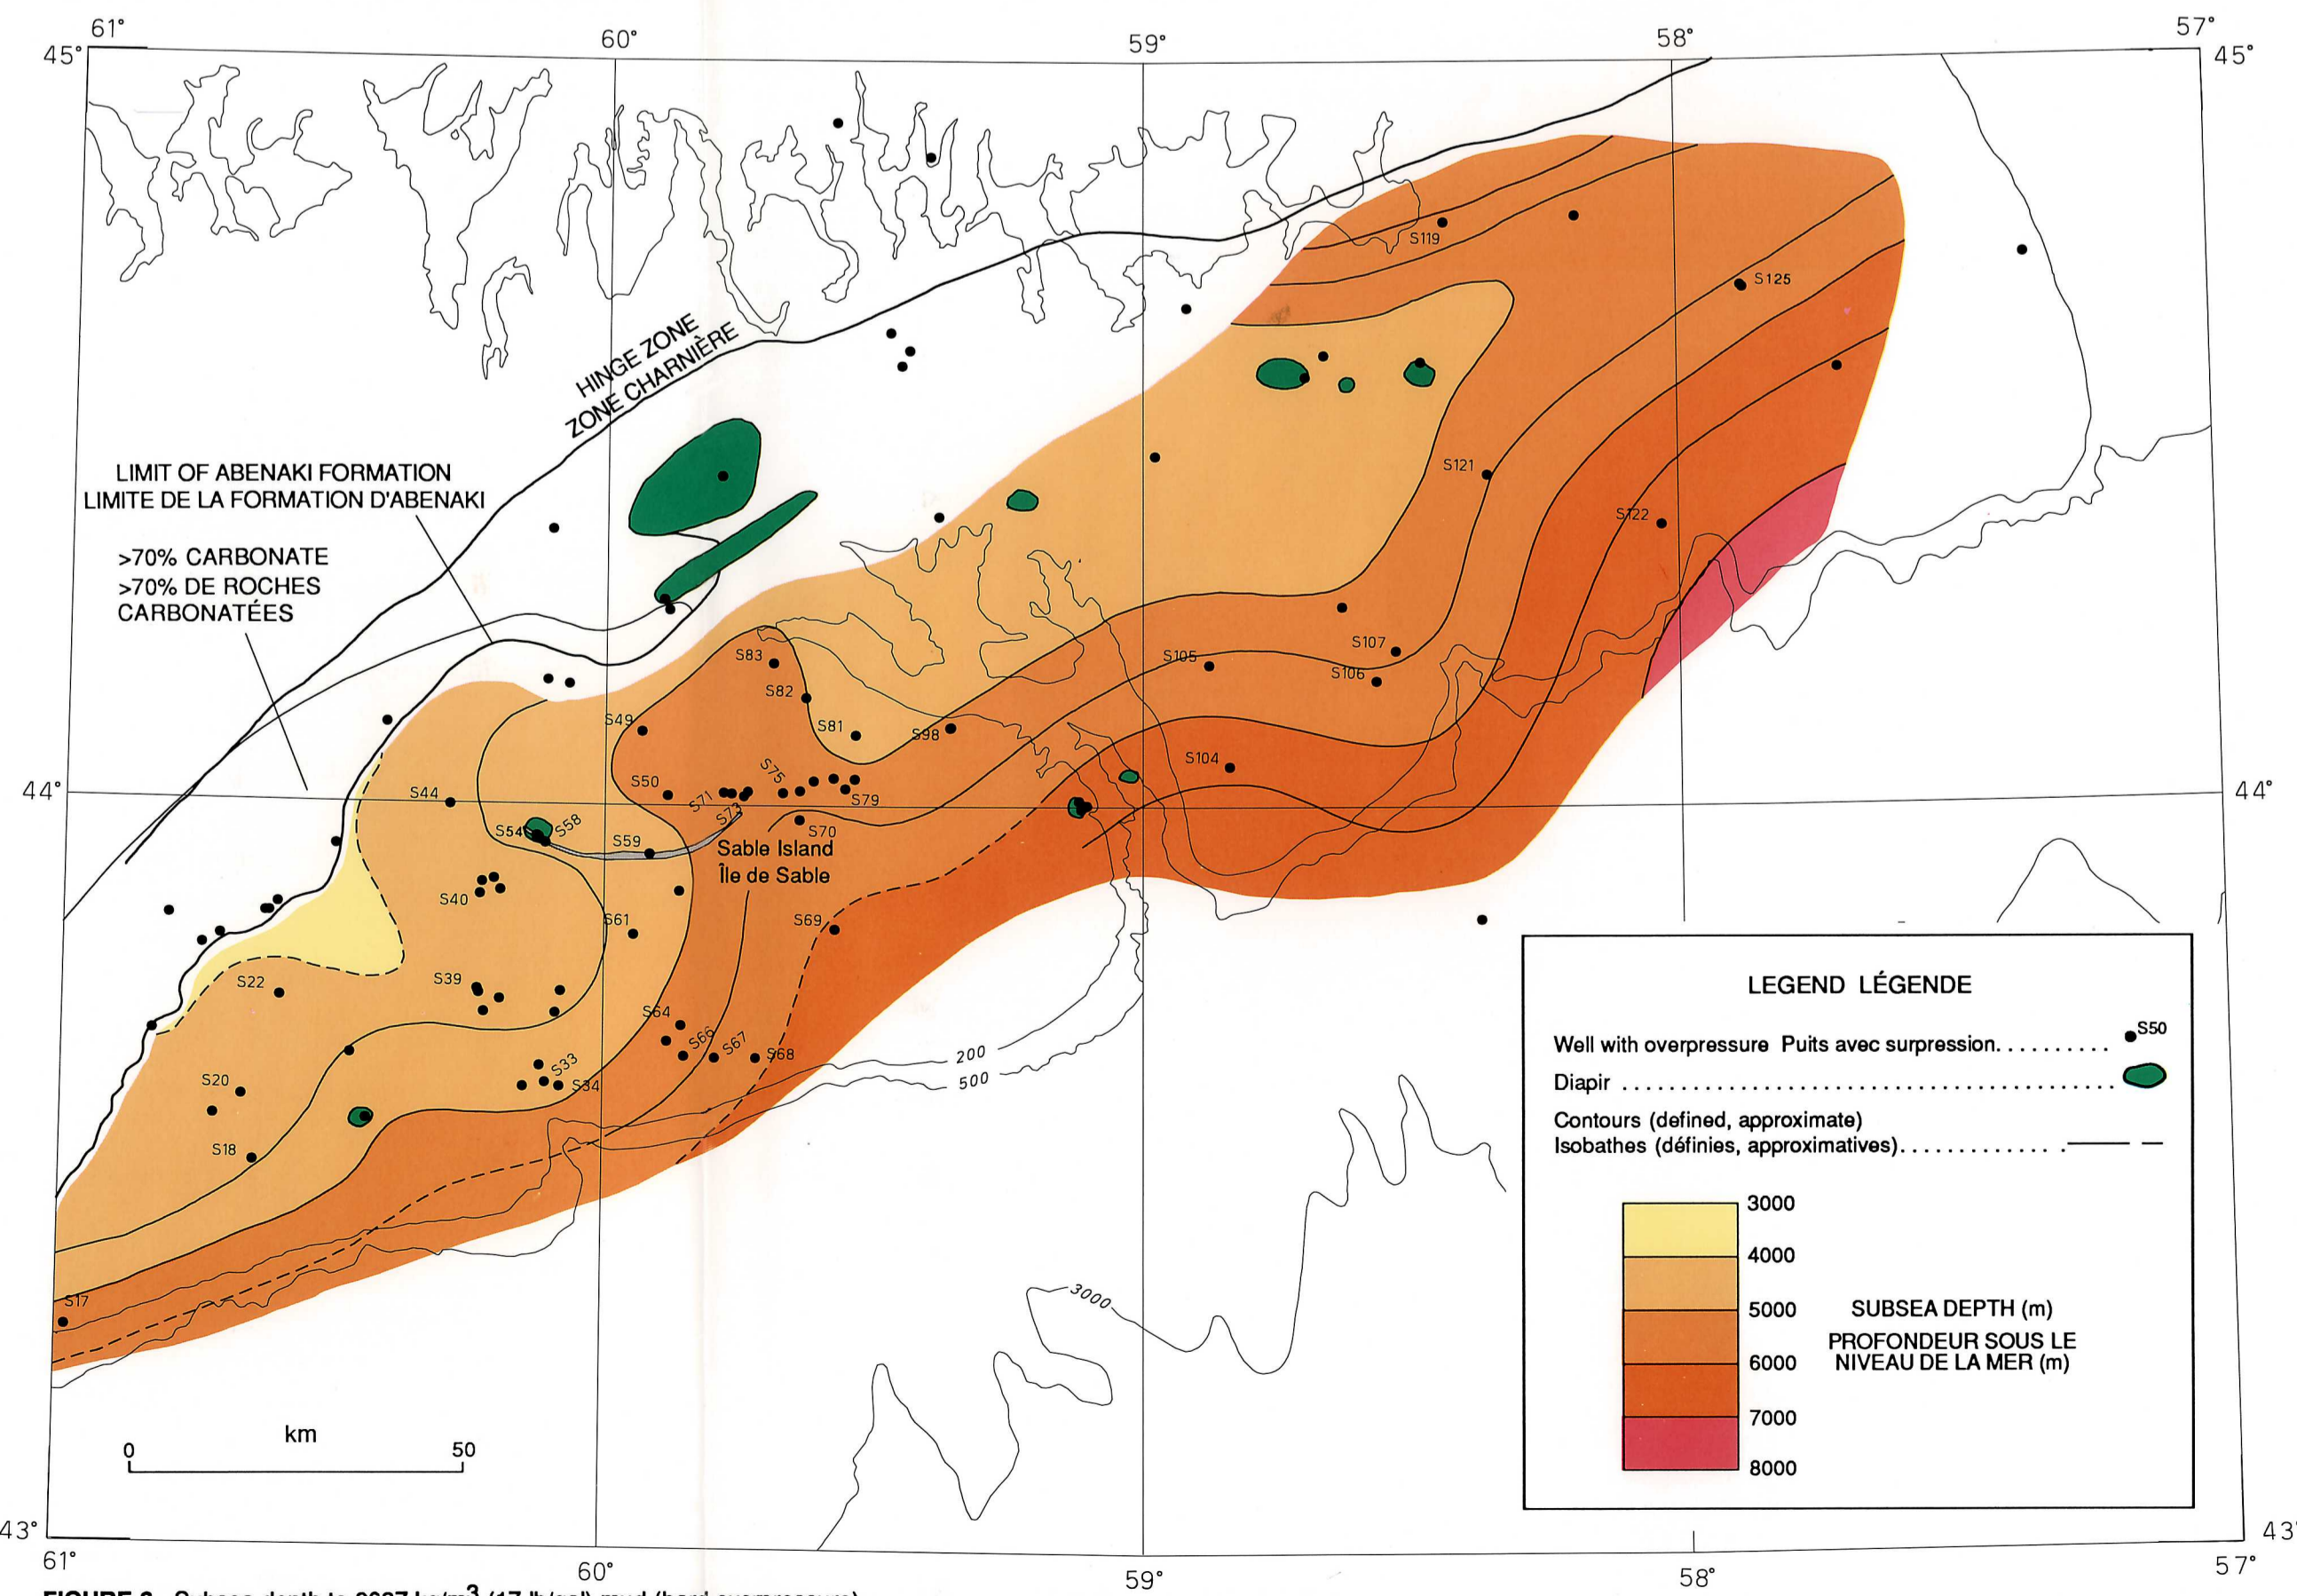 61°
60°
59°
58°
57°
45°
45°
HINGE ZONE
ZONE CHARNIÈRE
S119
S125
LIMIT OF ABENAKI FORMATION
LIMITE DE LA FORMATION D'ABENAKI
S121
S122
>70% CARBONATE
>70% DE ROCHES
CARBONATÉES
S83
S105
S107
S106
S82
S49
S81
S98
S104
S75
S50
44°
S44
S71
S79
44°
S73
S54
S58
S59
S70
Sable Island
Île de Sable
S40
S61
S69
S22
S39
S64
S66
S67
S68
200
500
S33
S34
S20
S18
S17
3000
LEGEND LÉGENDE
Well with overpressure Puits avec surpression..........
S50
Diapir
Contours (defined, approximate)
Isobathes (définies, approximatives).............
3000
4000
5000
6000
7000
8000
SUBSEA DEPTH (m)
PROFONDEUR SOUS LE
NIVEAU DE LA MER (m)
km
0
50
43°
43°
61°
60°
59°
58°
57°